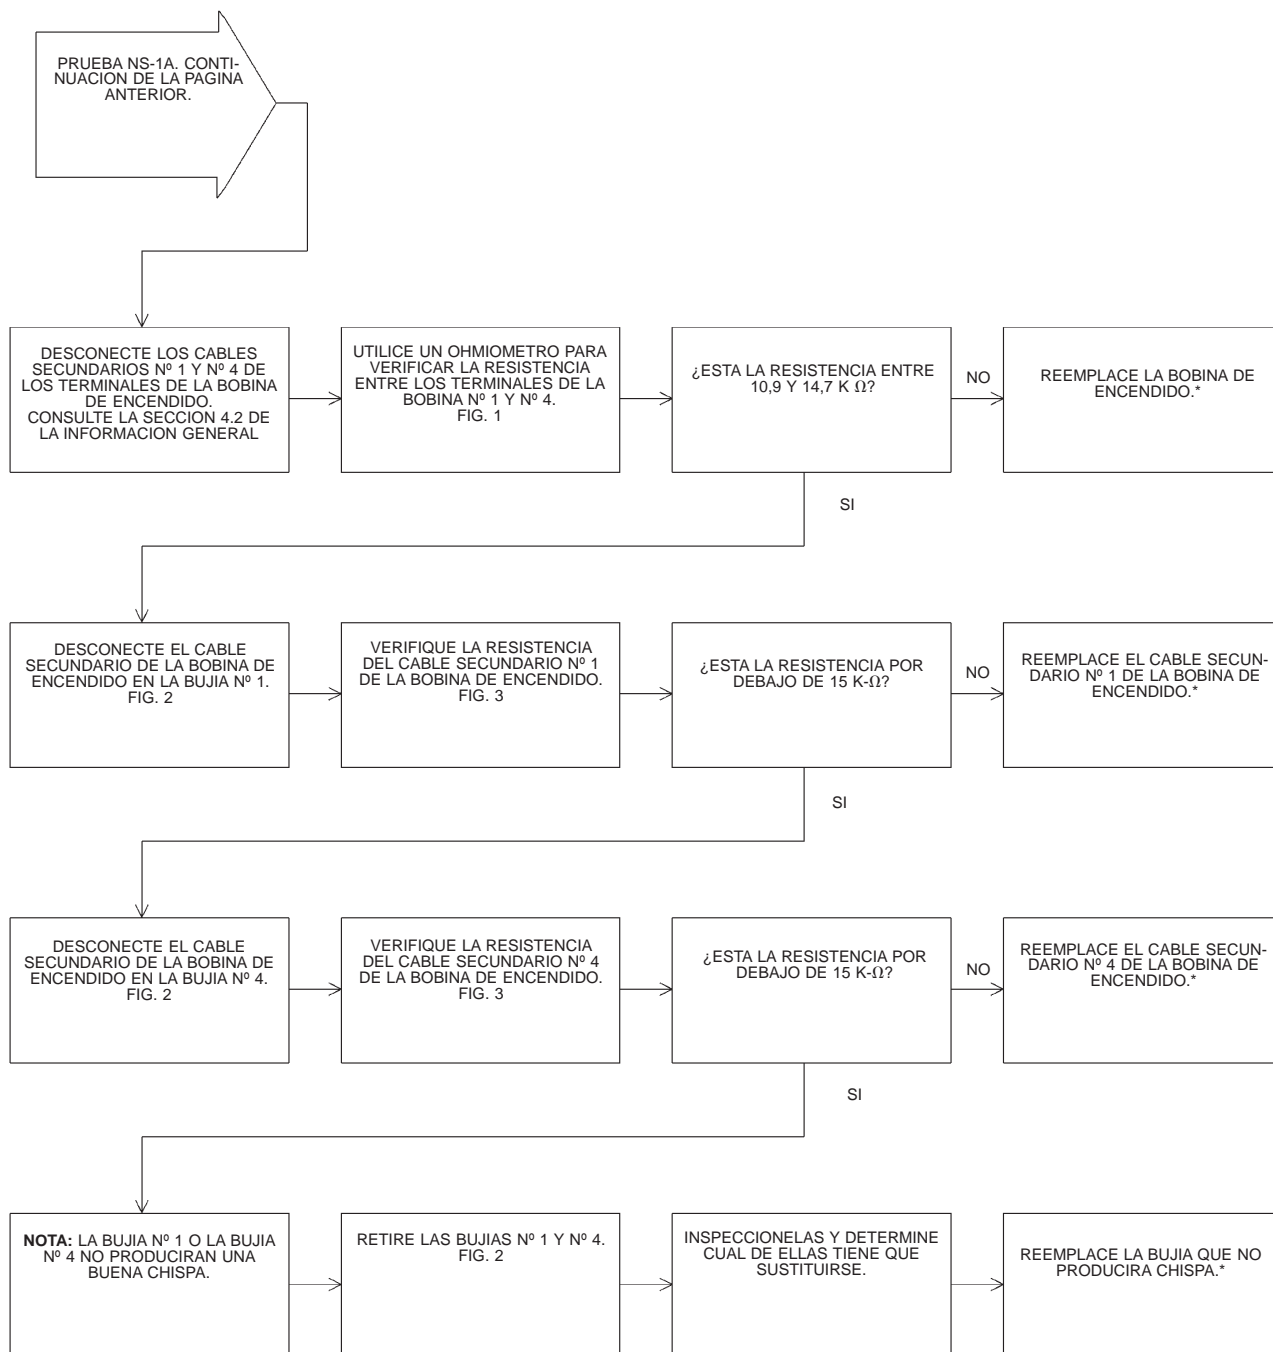 PRUEBA NS-1A. CONTI-
NUACION DE LA PAGINA
ANTERIOR.
DESCONECTE LOS CABLES
SECUNDARIOS Nº 1 Y Nº 4 DE
LOS TERMINALES DE LA BOBINA
DE ENCENDIDO.
CONSULTE LA SECCION 4.2 DE
LA INFORMACION GENERAL
UTILICE UN OHMIOMETRO PARA
VERIFICAR LA RESISTENCIA
ENTRE LOS TERMINALES DE LA
BOBINA Nº 1 Y Nº 4.
FIG. 1
¿ESTA LA RESISTENCIA ENTRE
10,9 Y 14,7 K Ω?
NO
REEMPLACE LA BOBINA DE
ENCENDIDO.*
SI
DESCONECTE EL CABLE
SECUNDARIO DE LA BOBINA DE
ENCENDIDO EN LA BUJIA Nº 1.
FIG. 2
VERIFIQUE LA RESISTENCIA
DEL CABLE SECUNDARIO Nº 1
DE LA BOBINA DE ENCENDIDO.
FIG. 3
¿ESTA LA RESISTENCIA POR
DEBAJO DE 15 K-Ω?
NO
REEMPLACE EL CABLE SECUN-
DARIO Nº 1 DE LA BOBINA DE
ENCENDIDO.*
SI
DESCONECTE EL CABLE
SECUNDARIO DE LA BOBINA DE
ENCENDIDO EN LA BUJIA Nº 4.
FIG. 2
VERIFIQUE LA RESISTENCIA
DEL CABLE SECUNDARIO Nº 4
DE LA BOBINA DE ENCENDIDO.
FIG. 3
¿ESTA LA RESISTENCIA POR
DEBAJO DE 15 K-Ω?
NO
REEMPLACE EL CABLE SECUN-
DARIO Nº 4 DE LA BOBINA DE
ENCENDIDO.*
SI
NOTA: LA BUJIA Nº 1 O LA BUJIA
Nº 4 NO PRODUCIRAN UNA
BUENA CHISPA.
RETIRE LAS BUJIAS Nº 1 Y Nº 4.
FIG. 2
INSPECCIONELAS Y DETERMINE
CUAL DE ELLAS TIENE QUE
SUSTITUIRSE.
REEMPLACE LA BUJIA QUE NO
PRODUCIRA CHISPA.*